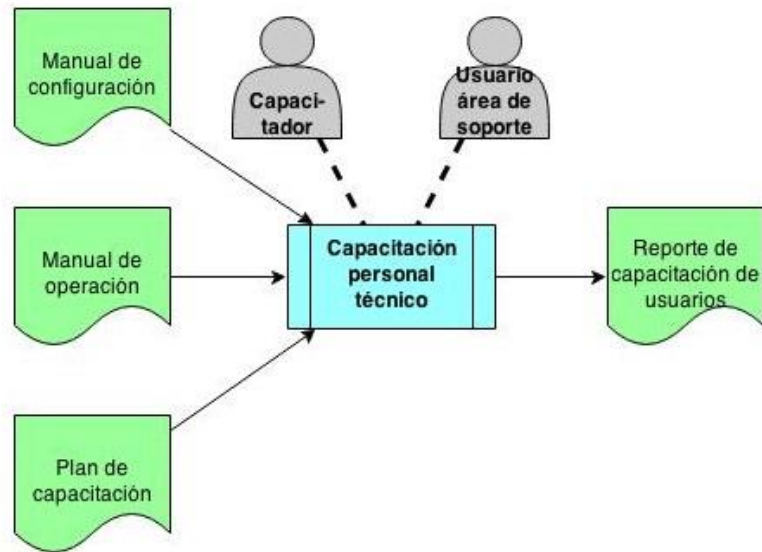 Manual de
configuración
Capaci-
tador
Usuario
área de
soporte
Manual de
operación
Capacitación
personal
técnico
Reporte de
capacitación de
usuarios
Plan de
capacitación